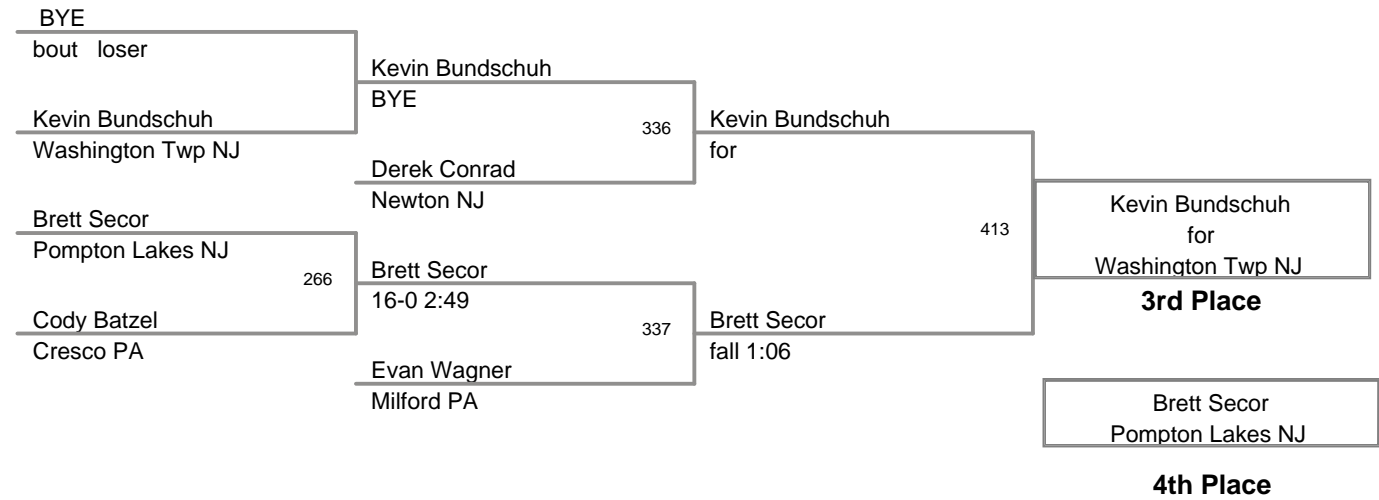 BYE
bout loser
Kevin Bundschuh
BYE
Kevin Bundschuh
Washington Twp NJ
336
Kevin Bundschuh
for
Derek Conrad
Newton NJ
Brett Secor
Pompton Lakes NJ
266
Brett Secor
16-0 2:49
Cody Batzel
Cresco PA
337
Brett Secor
fall 1:06
Evan Wagner
Milford PA
413
Kevin Bundschuh
for
Washington Twp NJ
3rd Place
Brett Secor
Pompton Lakes NJ
4th Place